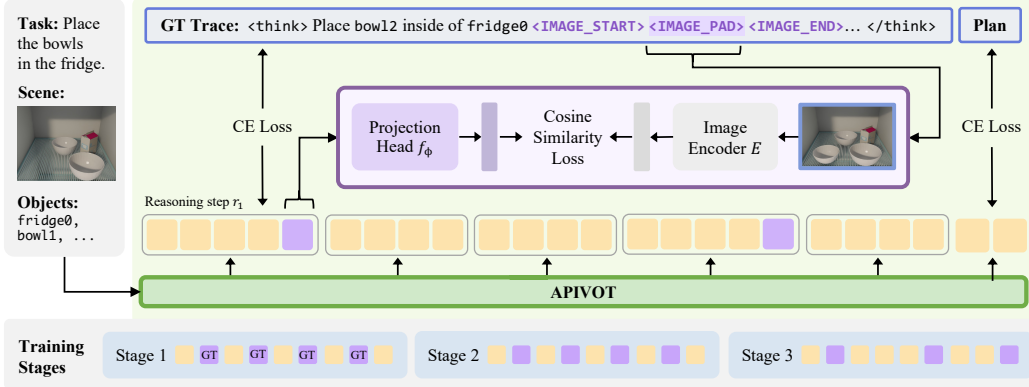 Task: Place
the bowls
in the fridge.
Scene:
Objects:
fridge0,
bowl1, ...
GT Trace: <think> Place bowl2 inside of fridge0 <IMAGE_START> <IMAGE_PAD> <IMAGE_END>... </think>
Plan
CE Loss
Projection
Head fϕ
Cosine
Similarity
Loss
Image
Encoder E
CE Loss
Reasoning step r1
APIVOT
Training
Stages
Stage 1 GT GT GT GT
Stage 2
Stage 3